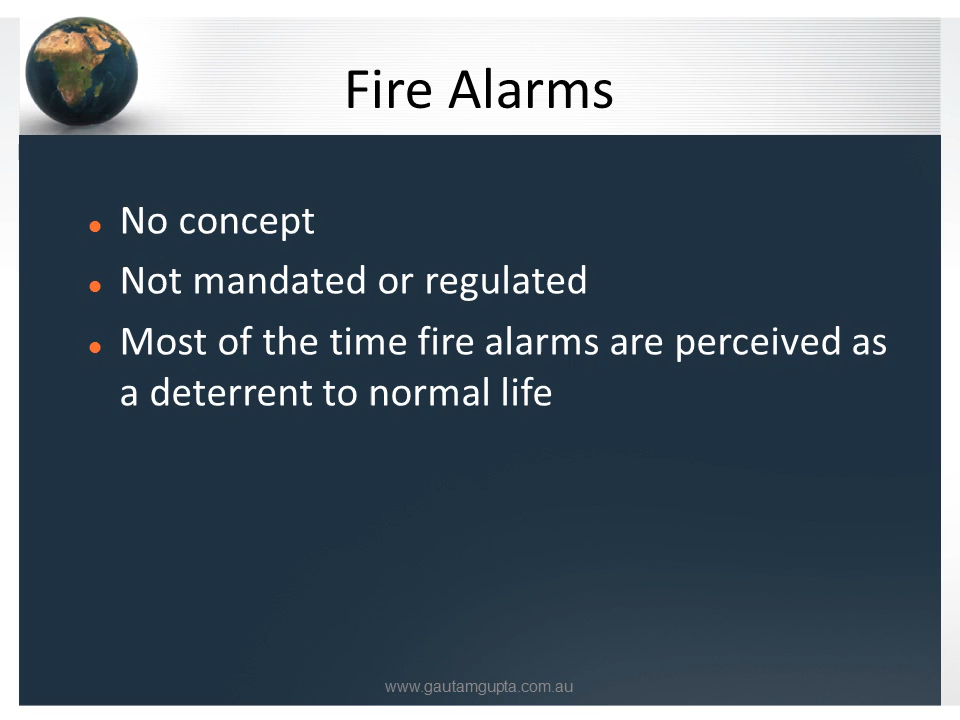 Fire Alarms
No concept
Not mandated or regulated
Most of the time fire alarms are perceived as
a deterrent to normal life
www.gautamgupta.com.au